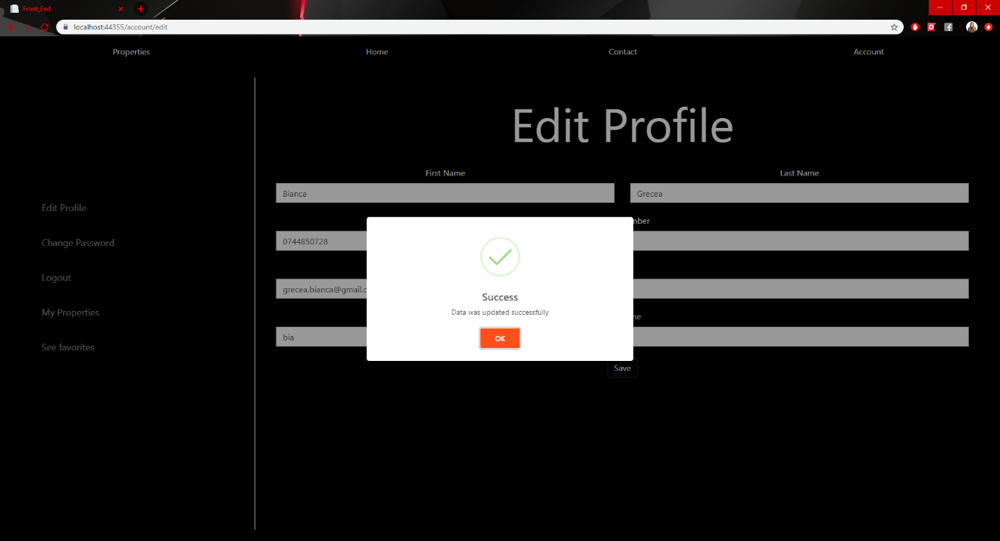 Front_End
localhost:44355/account/edit
Properties
Home
Contact
Account
Edit Profile
First Name
Last Name
Bianca
Grecea
Edit Profile
mber
0744850728
Change Password
Logout
grecea.bianca@gmail.c
Success
Data was updated successfully
My Properties
me
bia
OK
See favorites
Save